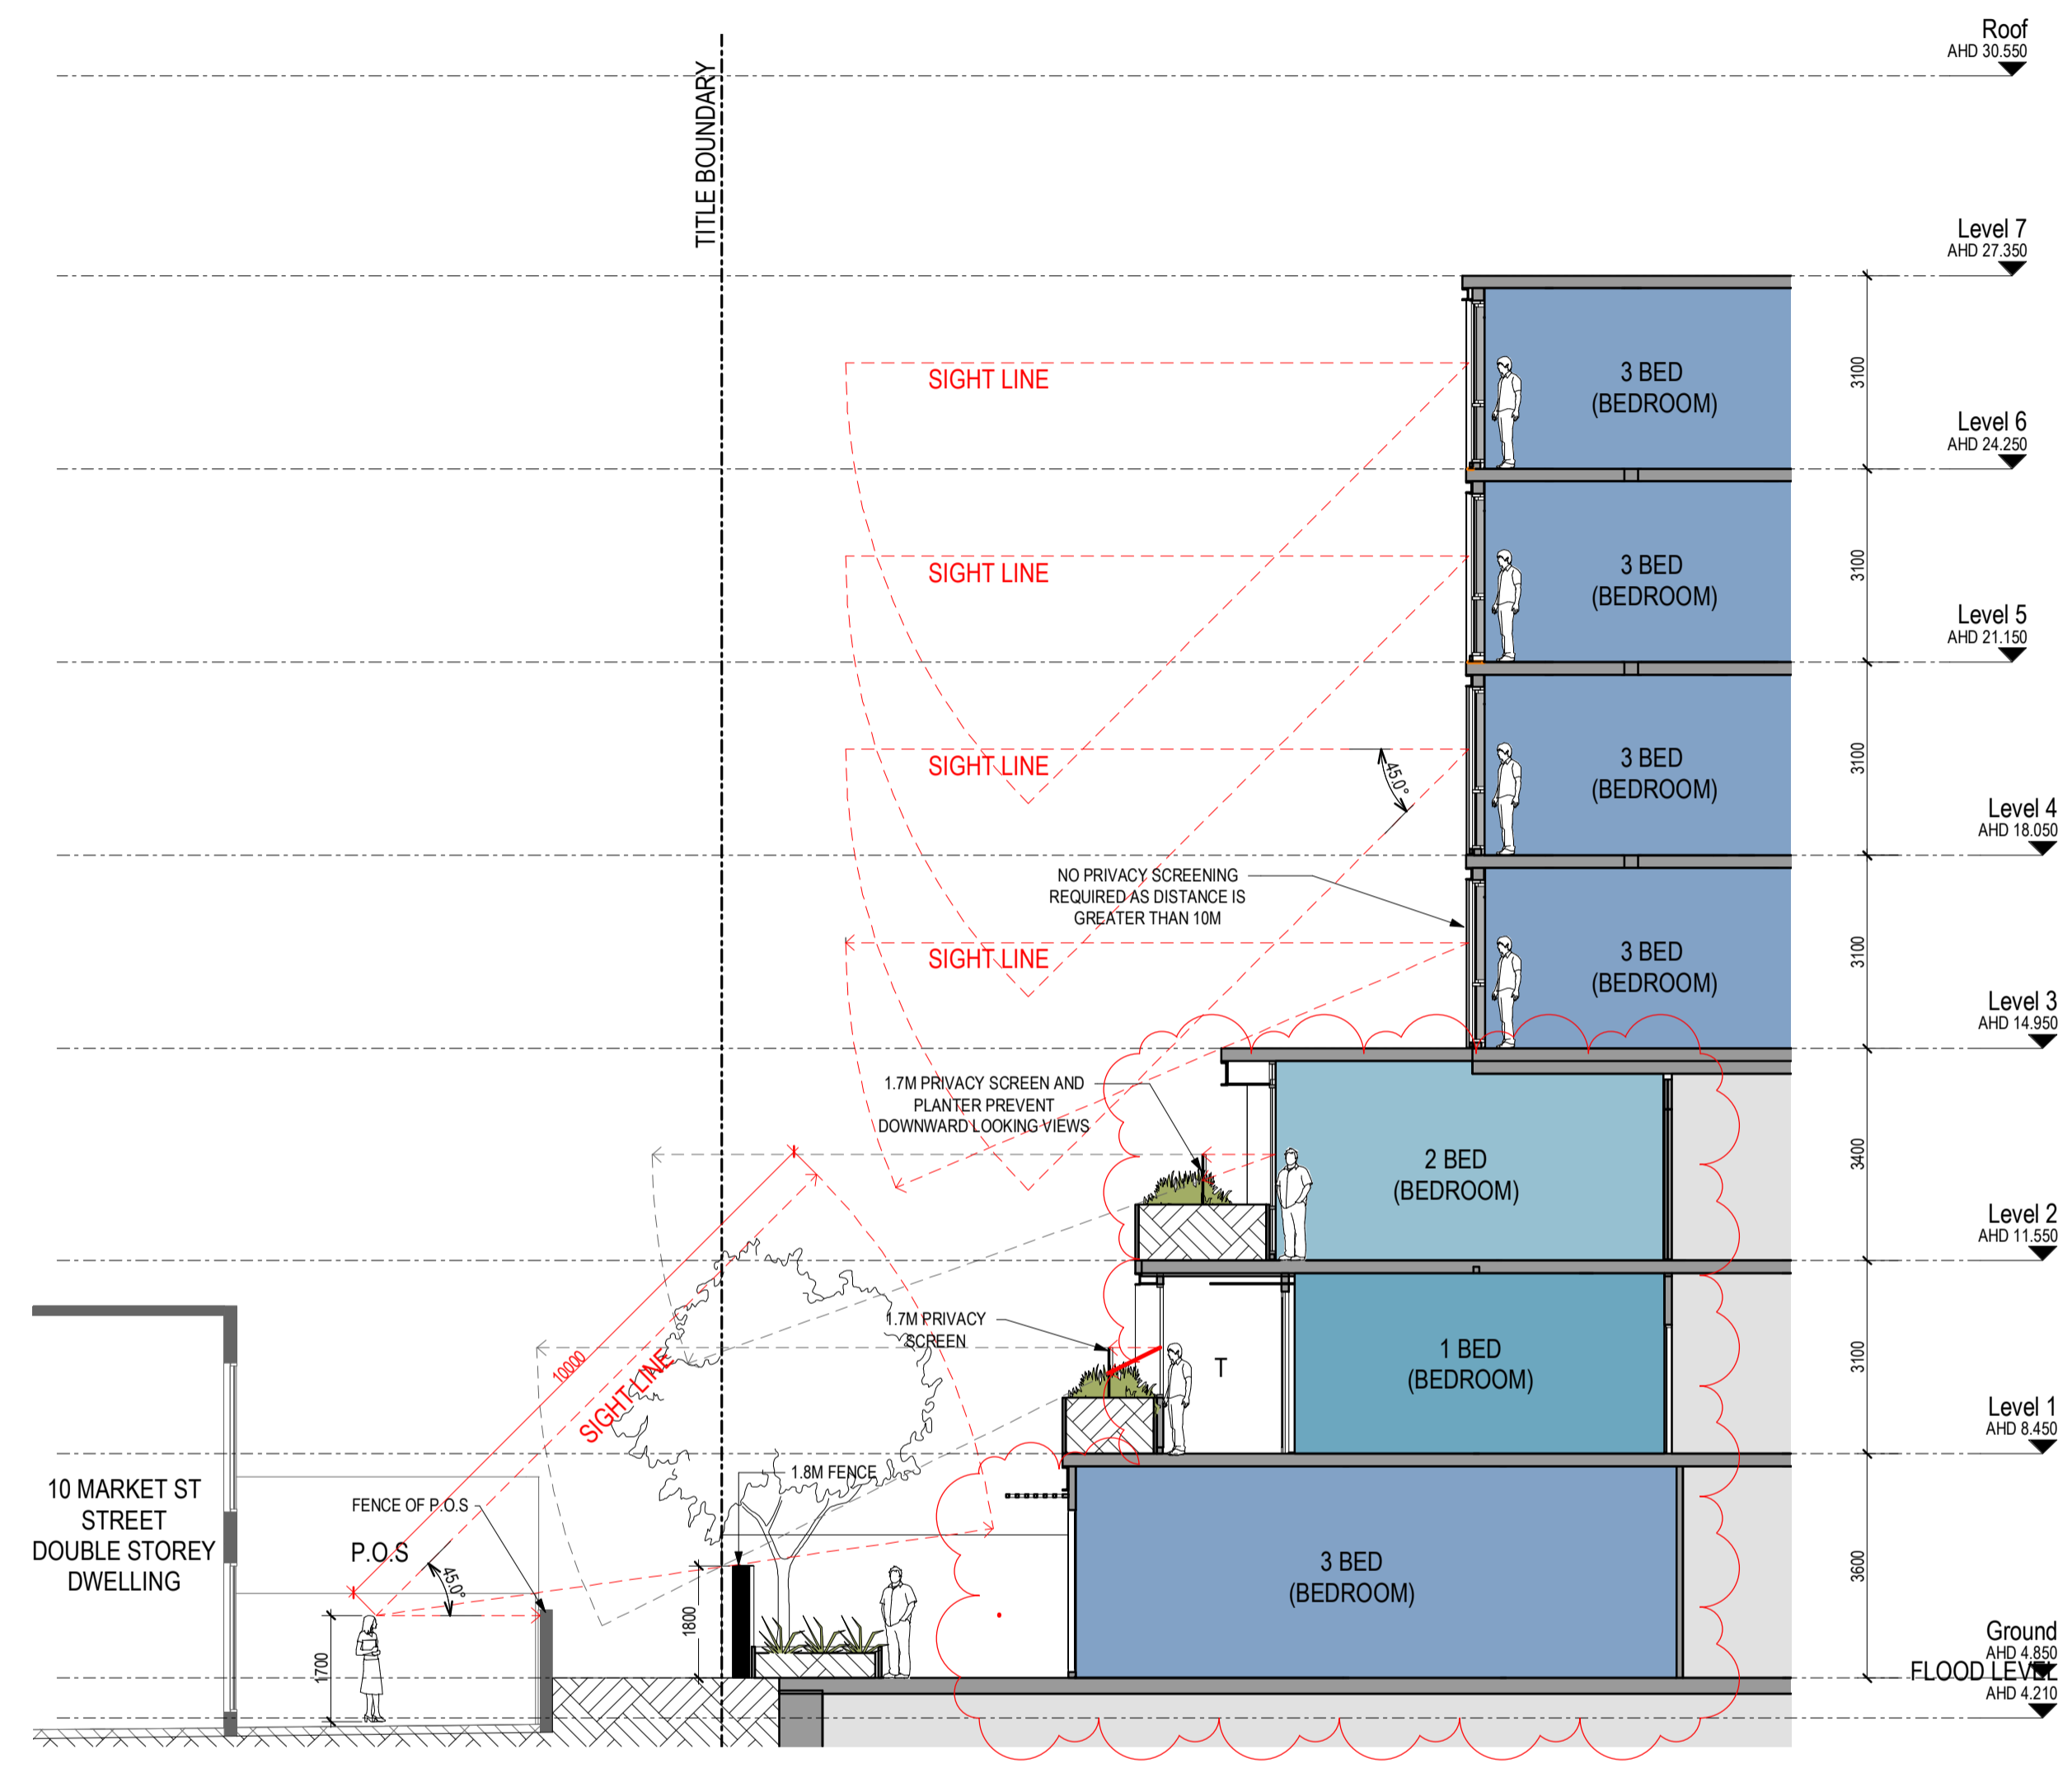 Roof
AHD 30.550
TITLE BOUNDARY
Level 7
AHD 27.350
SIGHT LINE
3 BED
(BEDROOM)
3100
Level 6
AHD 24.250
SIGHT LINE
3 BED
(BEDROOM)
3100
Level 5
AHD 21.150
SIGHT LINE
45.0°
3 BED
(BEDROOM)
3100
Level 4
AHD 18.050
NO PRIVACY SCREENING
REQUIRED AS DISTANCE IS
GREATER THAN 10M
SIGHT LINE
3 BED
(BEDROOM)
3100
Level 3
AHD 14.950
1.7M PRIVACY SCREEN AND
PLANTER PREVENT
DOWNWARD LOOKING VIEWS
2 BED
(BEDROOM)
3400
Level 2
AHD 11.550
1.7M PRIVACY
SCREEN
10000
SIGHT LINE
T
1 BED
(BEDROOM)
3100
Level 1
AHD 8.450
1.8M FENCE
10 MARKET ST
STREET
DOUBLE STOREY
DWELLING
FENCE OF P.O.S
P.O.S
45.0°
1700
1800
3 BED
(BEDROOM)
3600
Ground
AHD 4.850
FLOOD LEVEL
AHD 4.210